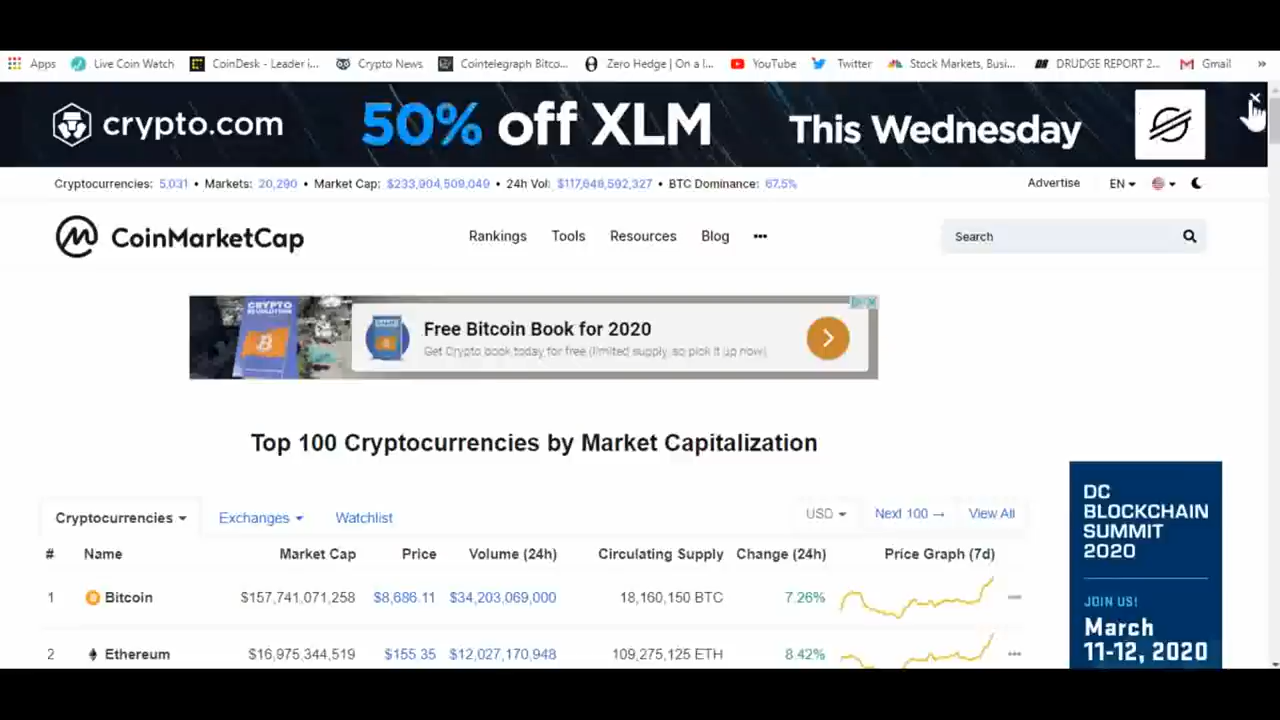 Apps Live Coin Watch CoinDesk - Leader i... Crypto News Cointelegraph Bitco... Zero Hedge | On a l... YouTube Twitter Stock Markets, Busi... DRUDGE REPORT 2... Gmail »
crypto.com 50% off XLM This Wednesday
Cryptocurrencies: 5,031 • Markets: 20,290 • Market Cap: $233,904,509,049 • 24h Vol: $117,646,592,327 • BTC Dominance: 67.5% Advertise EN
CoinMarketCap Rankings Tools Resources Blog ••• Search
CRYPTO
REVOLUTION
Free Bitcoin Book for 2020
Get Crypto book today for free (limited supply, so pick it up now)
Top 100 Cryptocurrencies by Market Capitalization
Cryptocurrencies Exchanges Watchlist USD Next 100 → View All
# Name Market Cap Price Volume (24h) Circulating Supply Change (24h) Price Graph (7d)
1 Bitcoin $157,741,071,258 $8,686.11 $34,203,069,000 18,160,150 BTC 7.26%
2 Ethereum $16,975,344,519 $155.35 $12,027,170,948 109,275,125 ETH 8.42%
DC
BLOCKCHAIN
SUMMIT
2020
JOIN US!
March
11-12, 2020